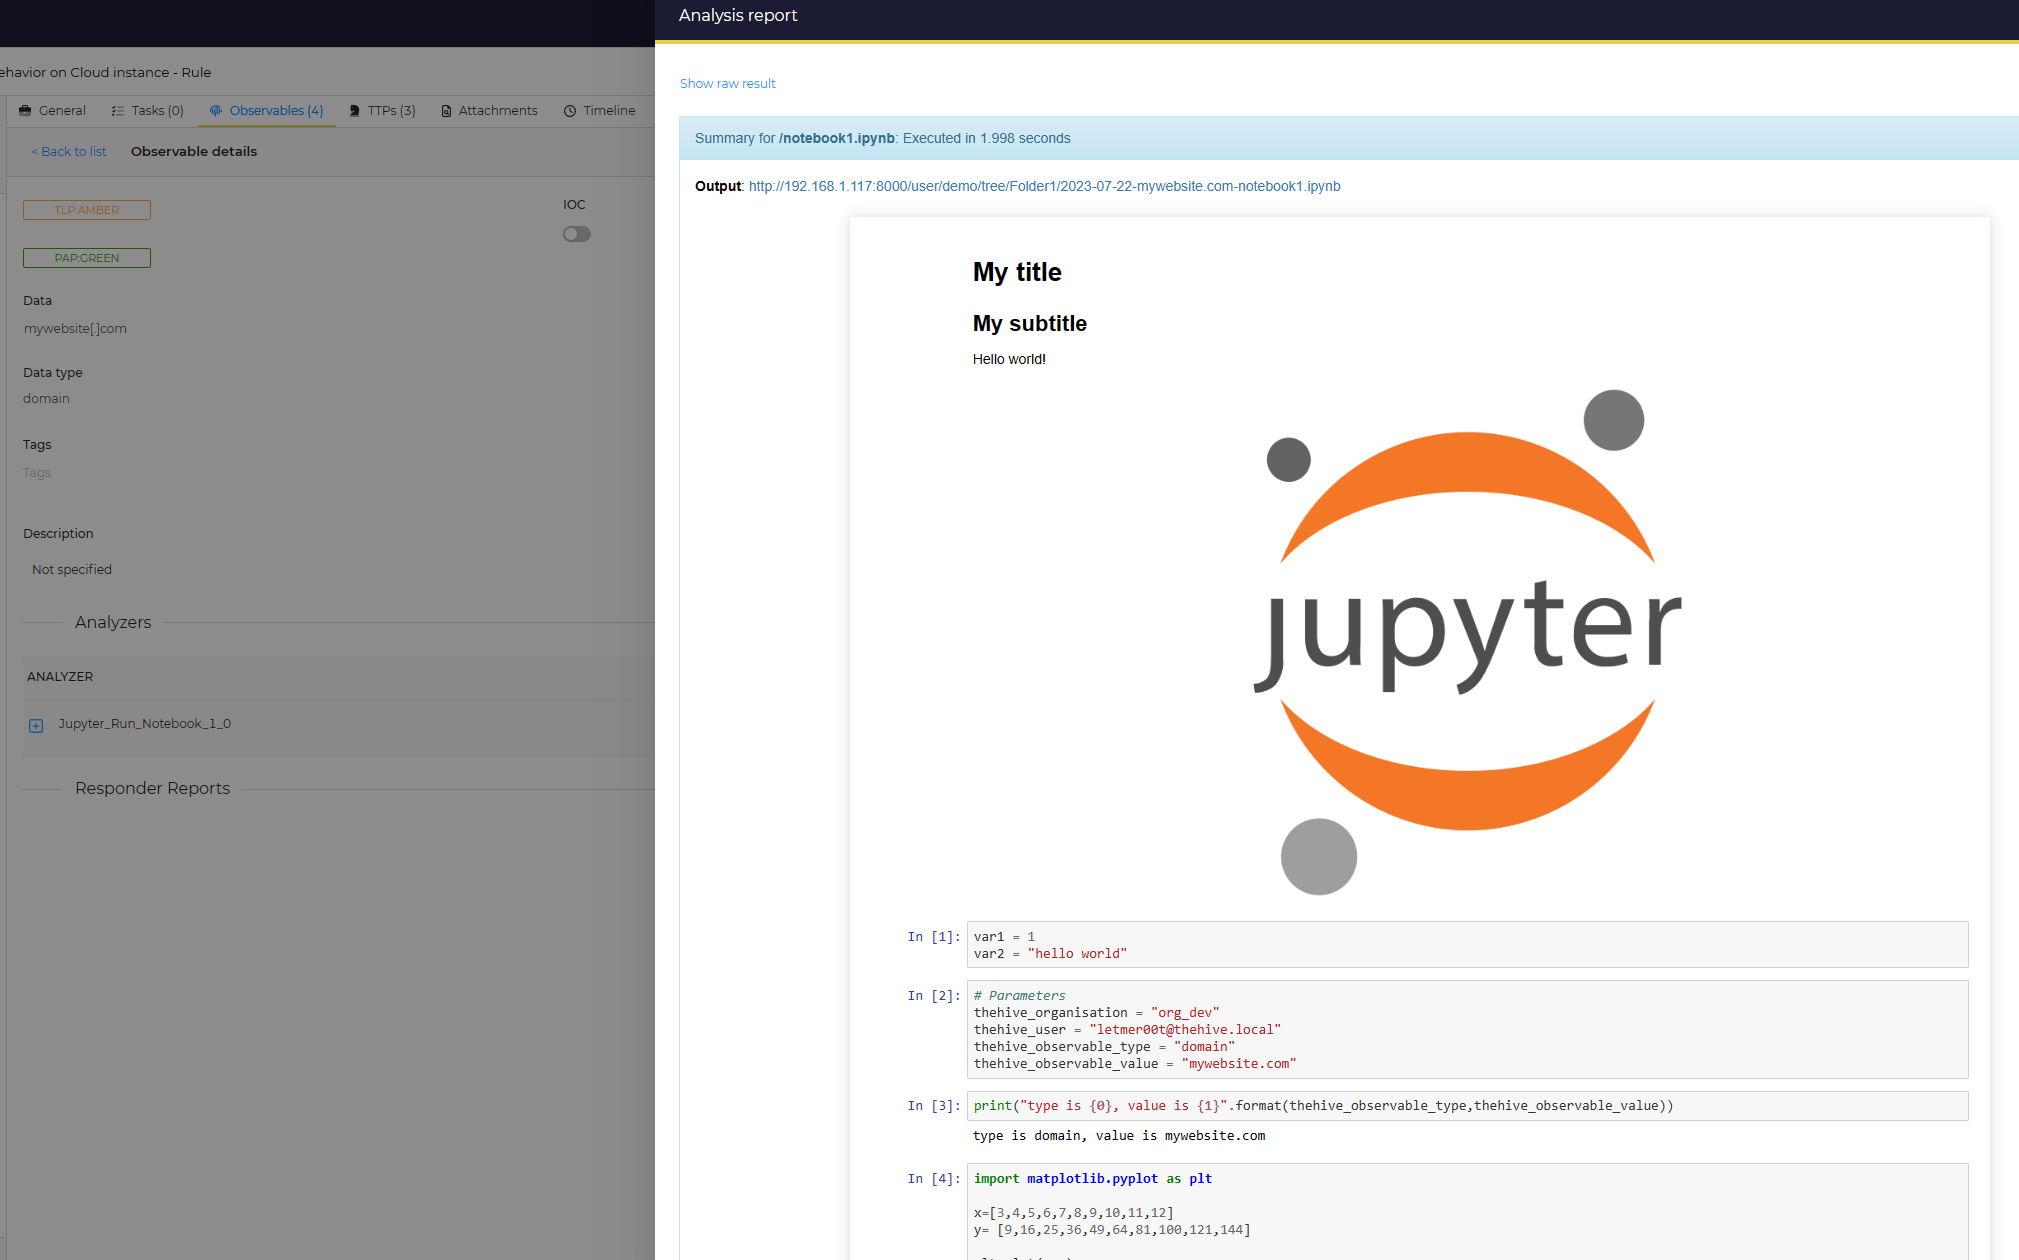 Analysis report
ehavior on Cloud instance - Rule
General Tasks (0) Observables (4) TTPs (3) Attachments Timeline
< Back to list Observable details
TLP:AMBER
IOC
PAP:GREEN
Data
mywebsite[.]com
Data type
domain
Tags
Tags
Description
Not specified
Analyzers
ANALYZER
Jupyter_Run_Notebook_1_0
Responder Reports
Show raw result
Summary for /notebook1.ipynb: Executed in 1.998 seconds
Output: http://192.168.1.117:8000/user/demo/tree/Folder1/2023-07-22-mywebsite.com-notebook1.ipynb
My title
My subtitle
Hello world!
jupyter
In [1]: var1 = 1
var2 = "hello world"
In [2]: # Parameters
thehive_organisation = "org_dev"
thehive_user = "letmer00t@thehive.local"
thehive_observable_type = "domain"
thehive_observable_value = "mywebsite.com"
In [3]: print("type is {0}, value is {1}".format(thehive_observable_type,thehive_observable_value))
type is domain, value is mywebsite.com
In [4]: import matplotlib.pyplot as plt
x=[3,4,5,6,7,8,9,10,11,12]
y= [9,16,25,36,49,64,81,100,121,144]